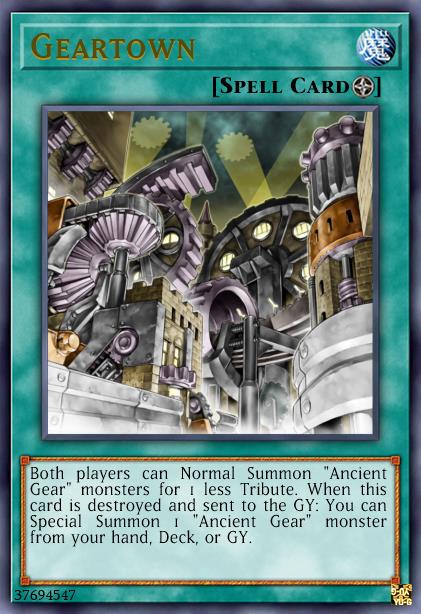 Geartown
魔
[Spell Card]
Both players can Normal Summon "Ancient
Gear" monsters for 1 less Tribute. When this
card is destroyed and sent to the GY: You can
Special Summon 1 "Ancient Gear" monster
from your hand, Deck, or GY.
37694547